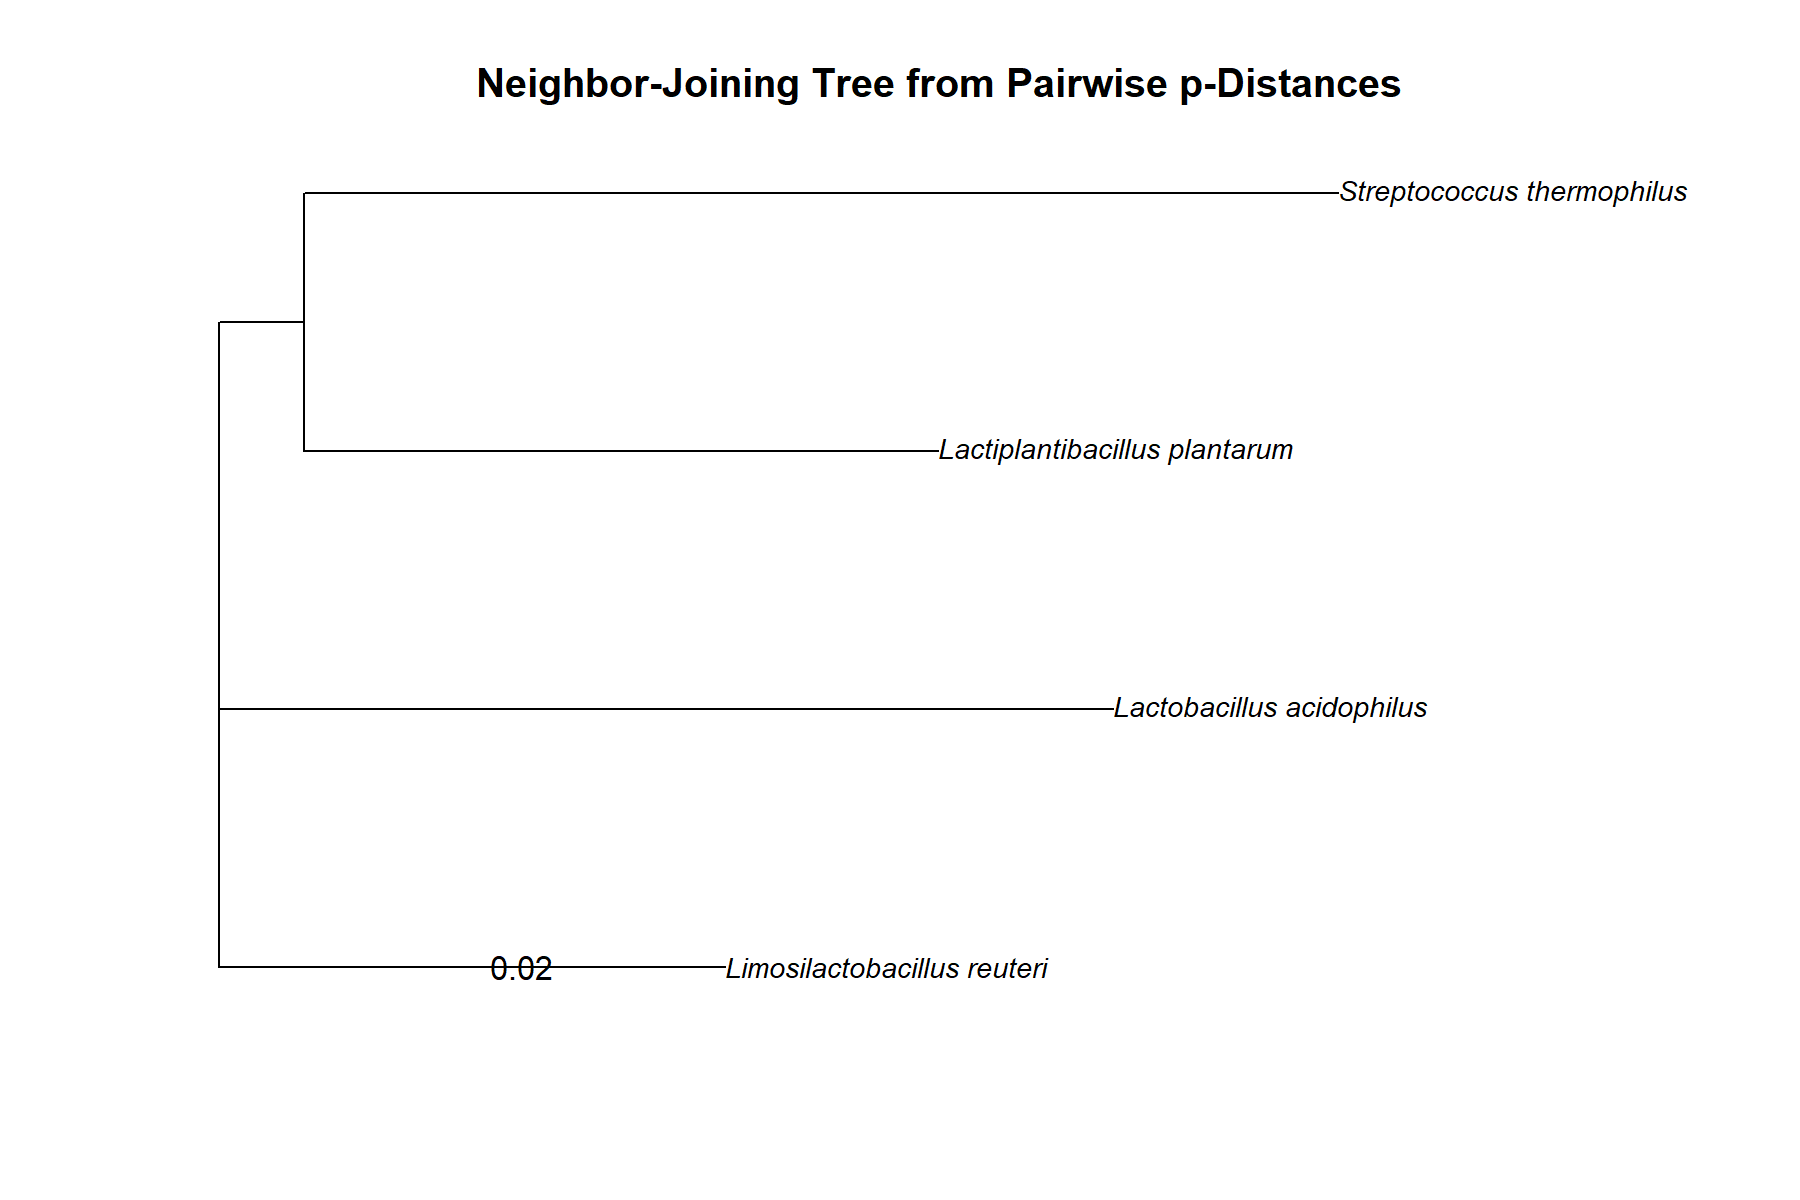 Neighbor-Joining Tree from Pairwise p-Distances
Streptococcus thermophilus
Lactiplantibacillus plantarum
Lactobacillus acidophilus
0.02
Limosilactobacillus reuteri